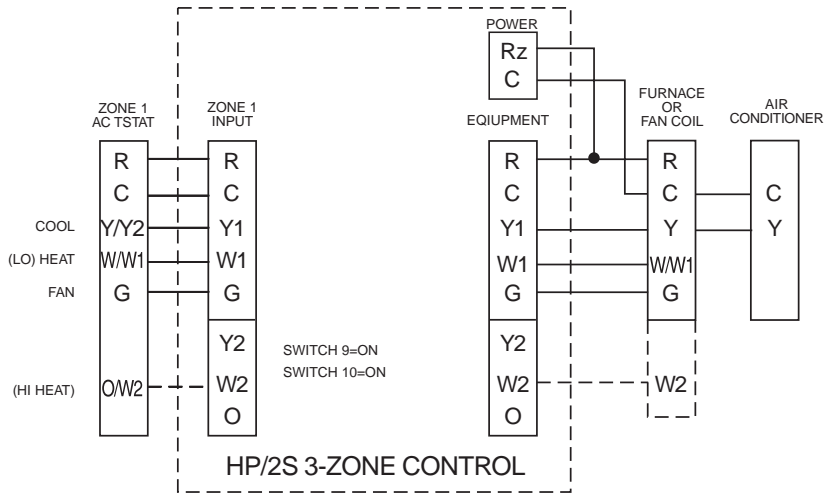 POWER
Rz
C
ZONE 1
AC TSTAT
ZONE 1
INPUT
EQIUPMENT
FURNACE
OR
FAN COIL
AIR
CONDITIONER
R R R R
C C C C C
COOL Y/Y2 Y1 Y1 Y Y
(LO) HEAT W/W1 W1 W1 W/W1
FAN G G G G
Y2 SWITCH 9=ON Y2
SWITCH 10=ON
(HI HEAT) O/W2 W2 W2 W2
O O
HP/2S 3-ZONE CONTROL